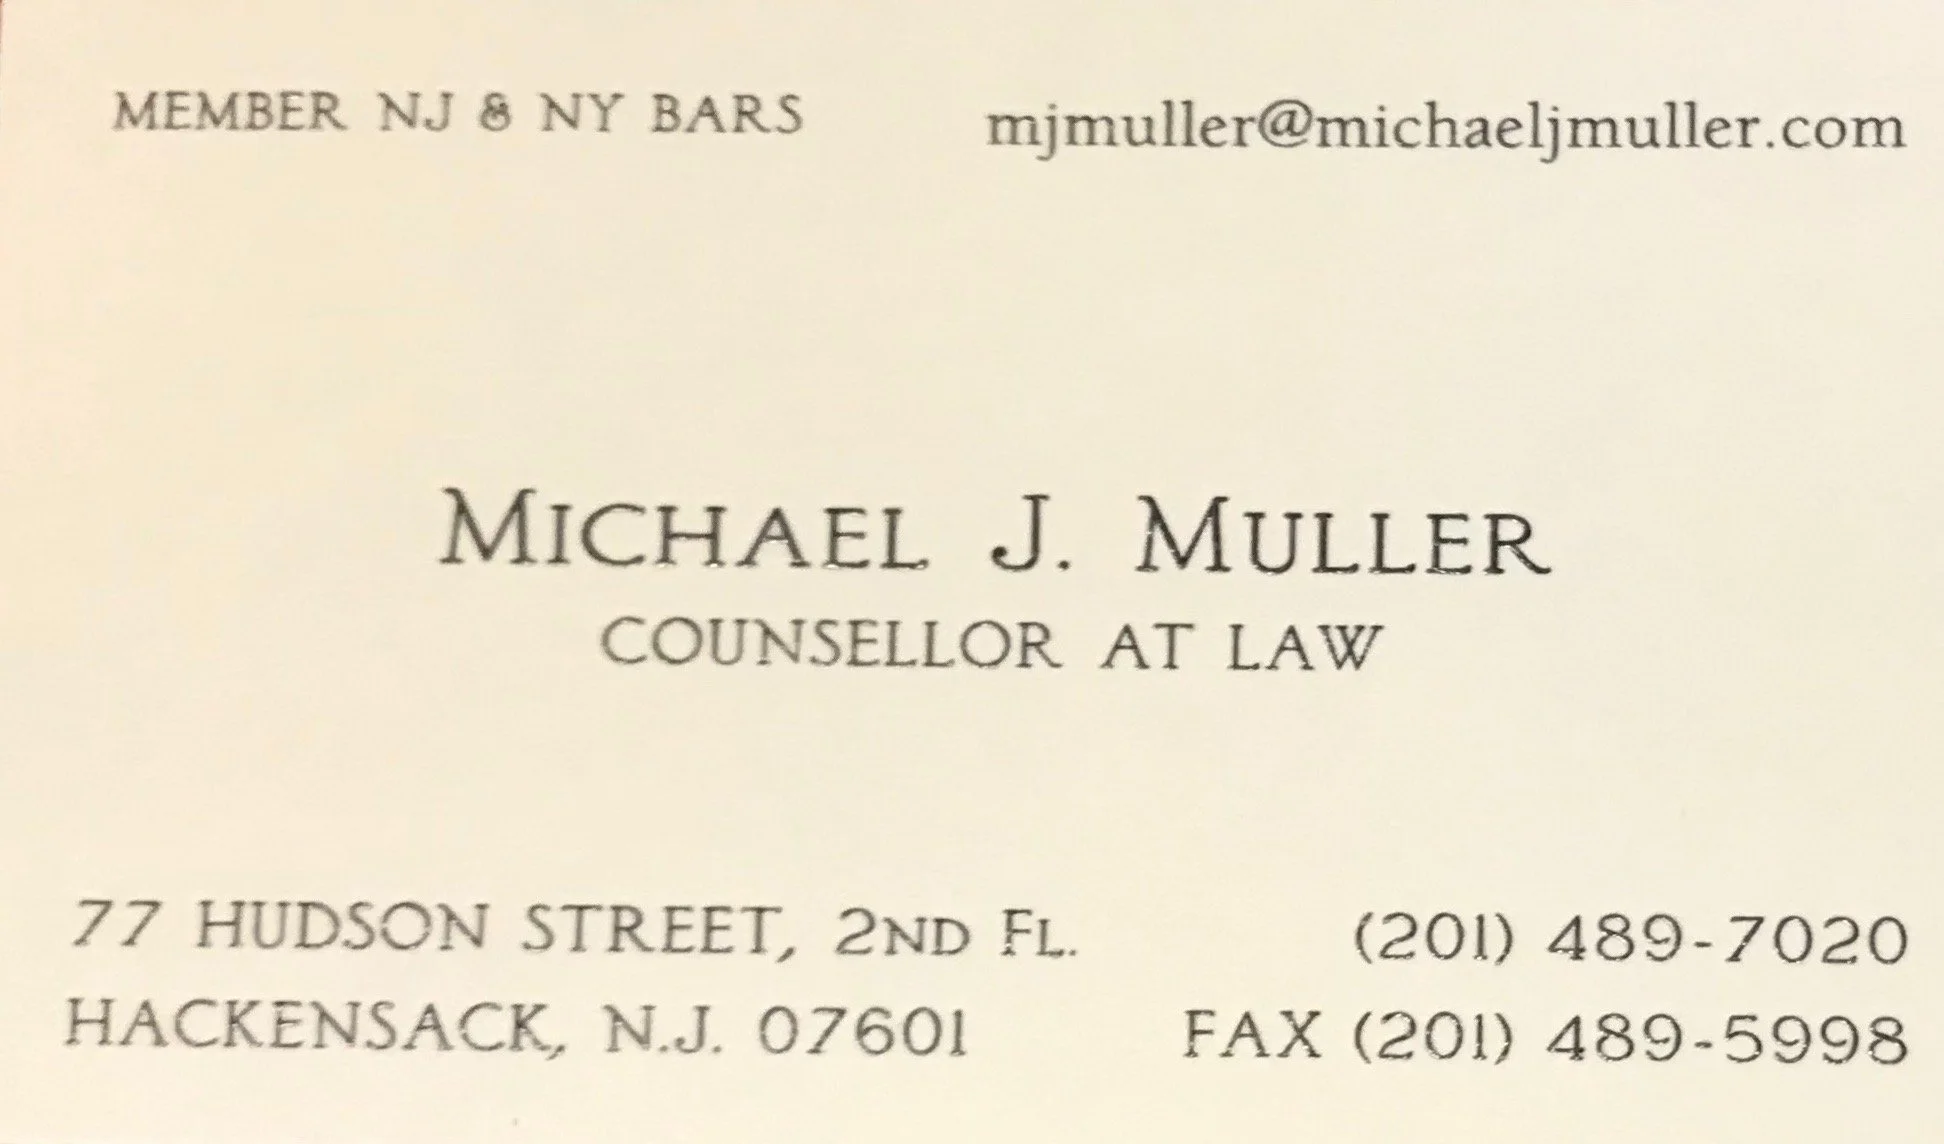 MEMBER NJ & NY BARS
mjmuller@michaeljmuller.com
MICHAEL J. MULLER
COUNSELLOR AT LAW
77 HUDSON STREET, 2ND FL.
HACKENSACK, N.J. 07601
(201) 489-7020
FAX (201) 489-5998